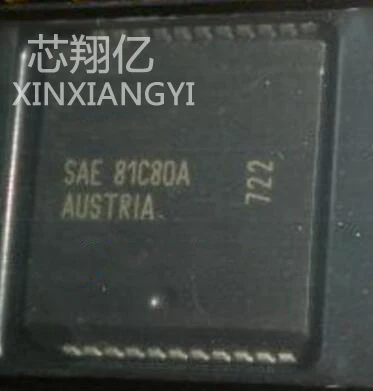 芯翔亿
XINXIANGYI
SAE 81C80A
AUSTRIA
722